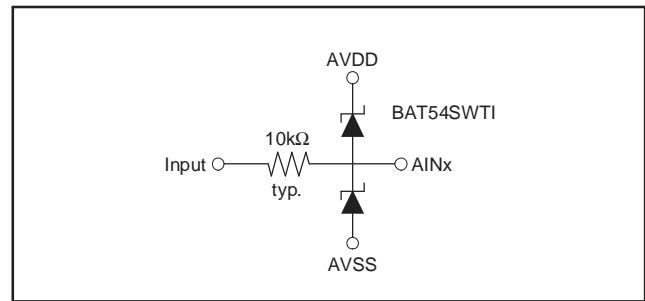 AVDD
BAT54SWTI
10kΩ
Input
AINx
typ.
AVSS